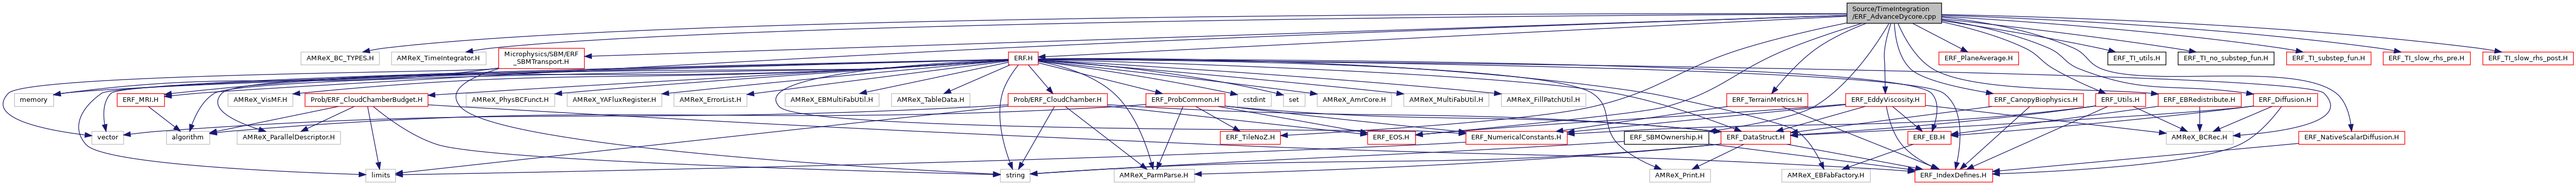 Source/TimeIntegration
/ERF_AdvanceDycore.cpp
AMReX_BC_TYPES.H
AMReX_TimeIntegrator.H
Microphysics/SBM/ERF
_SBMTransport.H
ERF.H
ERF_PlaneAverage.H
ERF_TI_utils.H
ERF_TI_no_substep_fun.H
ERF_TI_substep_fun.H
ERF_TI_slow_rhs_pre.H
ERF_TI_slow_rhs_post.H
memory
ERF_MRI.H
AMReX_VisMF.H
Prob/ERF_CloudChamberBudget.H
AMReX_PhysBCFunct.H
AMReX_YAFluxRegister.H
AMReX_ErrorList.H
AMReX_EBMultiFabUtil.H
AMReX_TableData.H
Prob/ERF_CloudChamber.H
ERF_ProbCommon.H
cstdint
set
AMReX_AmrCore.H
AMReX_MultiFabUtil.H
AMReX_FillPatchUtil.H
ERF_TerrainMetrics.H
ERF_EddyViscosity.H
ERF_CanopyBiophysics.H
ERF_Utils.H
ERF_EBRedistribute.H
ERF_Diffusion.H
vector
algorithm
AMReX_ParallelDescriptor.H
ERF_TileNoZ.H
ERF_EOS.H
ERF_NumericalConstants.H
ERF_SBMOwnership.H
ERF_DataStruct.H
ERF_EB.H
AMReX_BCRec.H
ERF_NativeScalarDiffusion.H
limits
string
AMReX_ParmParse.H
AMReX_Print.H
AMReX_EBFabFactory.H
ERF_IndexDefines.H